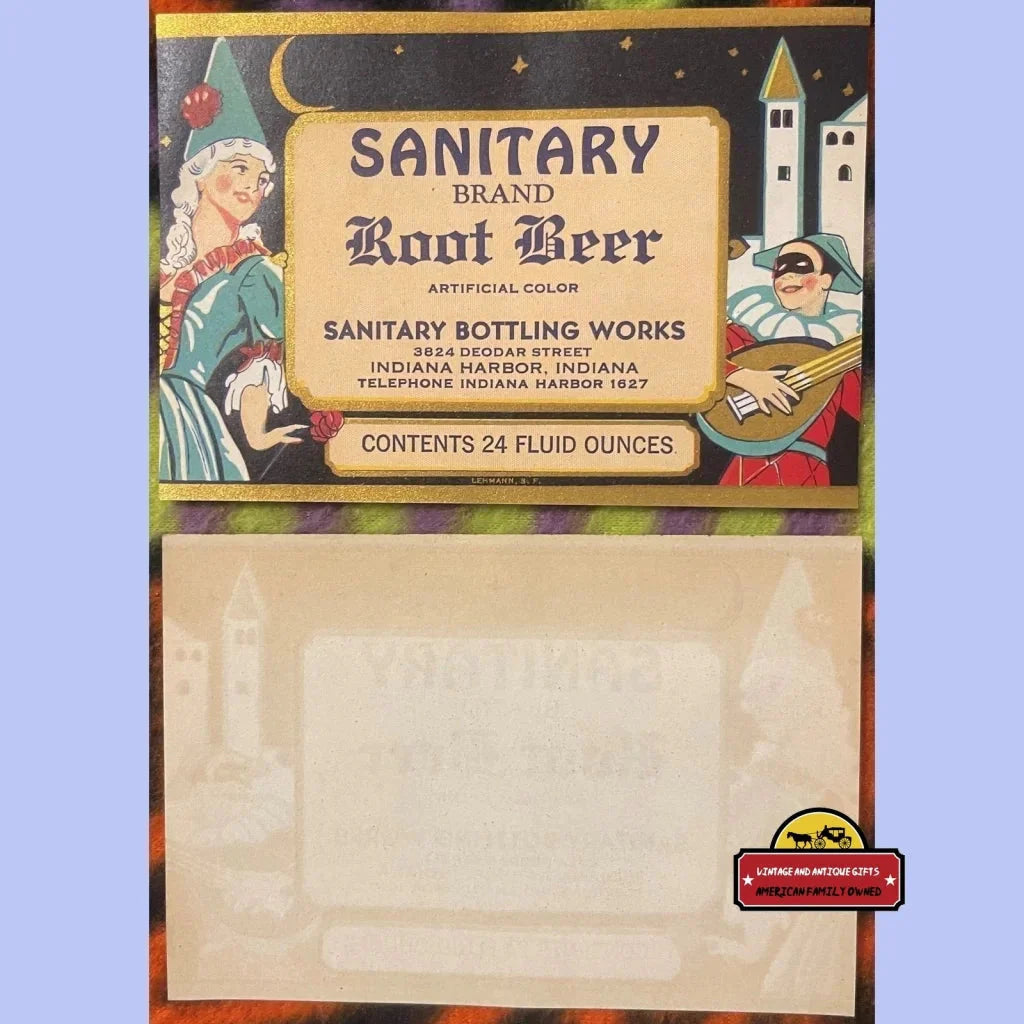 SANITARY
BRAND
Root Beer
ARTIFICIAL COLOR
SANITARY BOTTLING WORKS
3824 DEODAR STREET
INDIANA HARBOR, INDIANA
TELEPHONE INDIANA HARBOR 1627
CONTENTS 24 FLUID OUNCES
LEHMANN, S. F.
VINTAGE AND ANTIQUE GIFTS
AMERICAN FAMILY OWNED